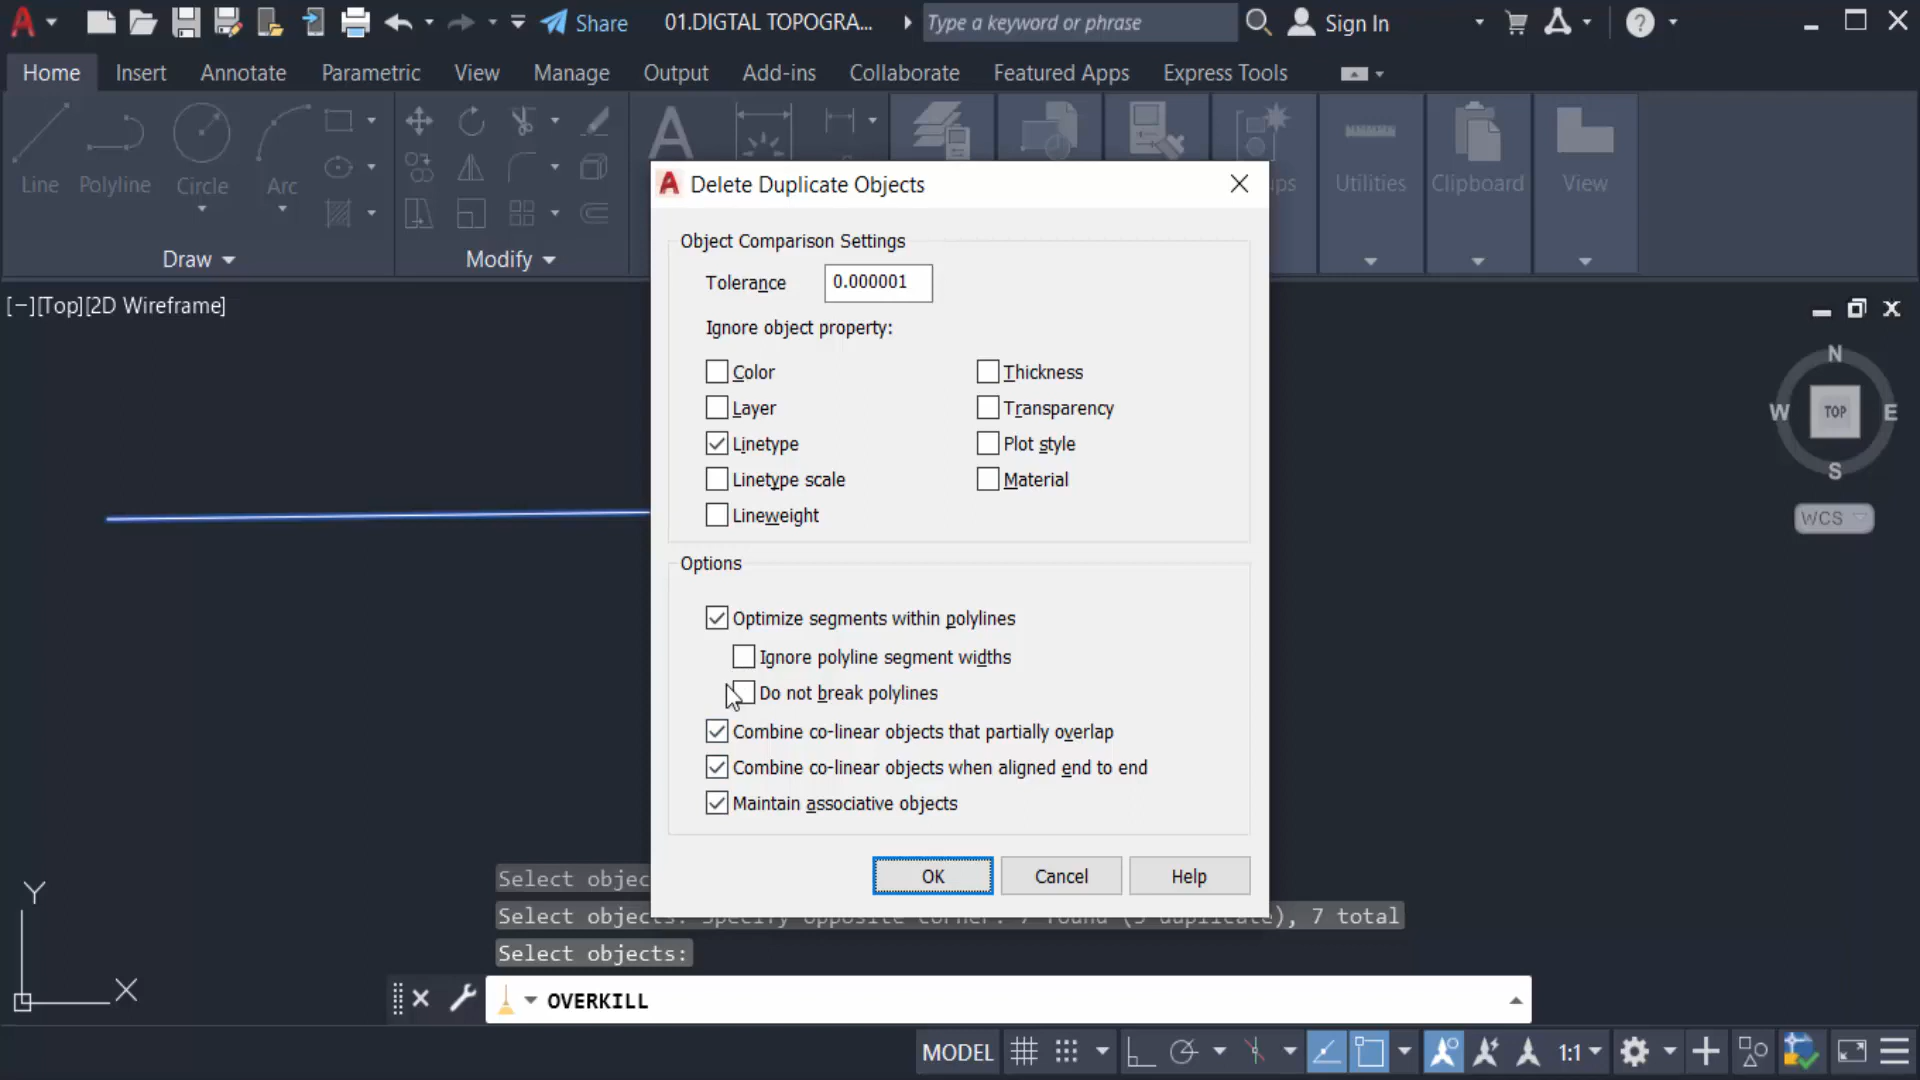 Share 01.DIGTAL TOPOGRA... Type a keyword or phrase Sign In
Home Insert Annotate Parametric View Manage Output Add-ins Collaborate Featured Apps Express Tools
Line Polyline Circle Arc Utilities Clipboard View
Draw Modify
[−][Top][2D Wireframe]
N
W TOP E
S
WCS
Delete Duplicate Objects
Object Comparison Settings
Tolerance 0.000001
Ignore object property:
Color Thickness
Layer Transparency
Linetype Plot style
Linetype scale Material
Lineweight
Options
Optimize segments within polylines
Ignore polyline segment widths
Do not break polylines
Combine co-linear objects that partially overlap
Combine co-linear objects when aligned end to end
Maintain associative objects
OK Cancel Help
Select objec
Select objects: ), 7 total
Select objects:
Y
X
OVERKILL
MODEL 1:1